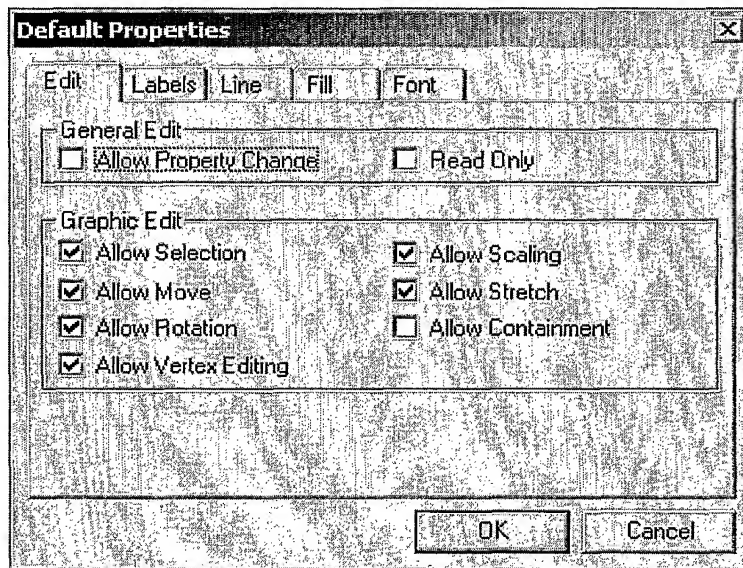 Default Properties
Edit Labels Line Fill Font
General Edit
Allow Property Change Read Only
Graphic Edit
Allow Selection Allow Scaling
Allow Move Allow Stretch
Allow Rotation Allow Containment
Allow Vertex Editing
OK Cancel